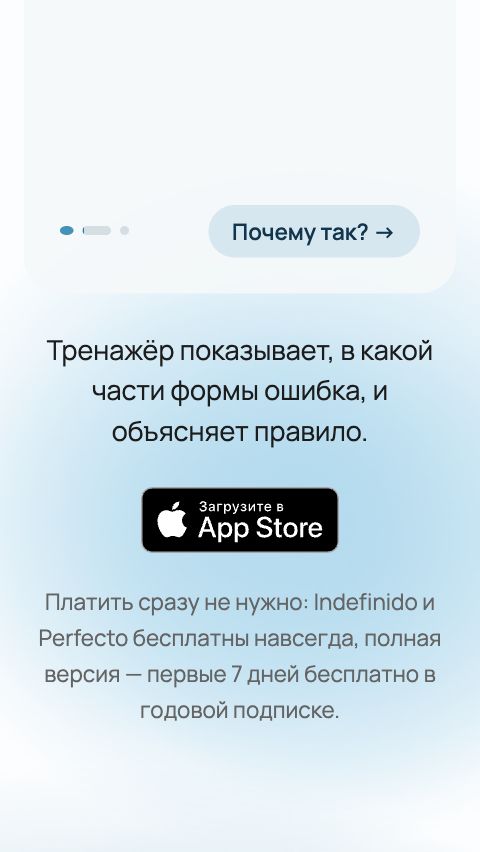 Почему так? →
Тренажёр показывает, в какой
части формы ошибка, и
объясняет правило.
Загрузите в
App Store
Платить сразу не нужно: Indefinido и
Perfecto бесплатны навсегда, полная
версия — первые 7 дней бесплатно в
годовой подписке.